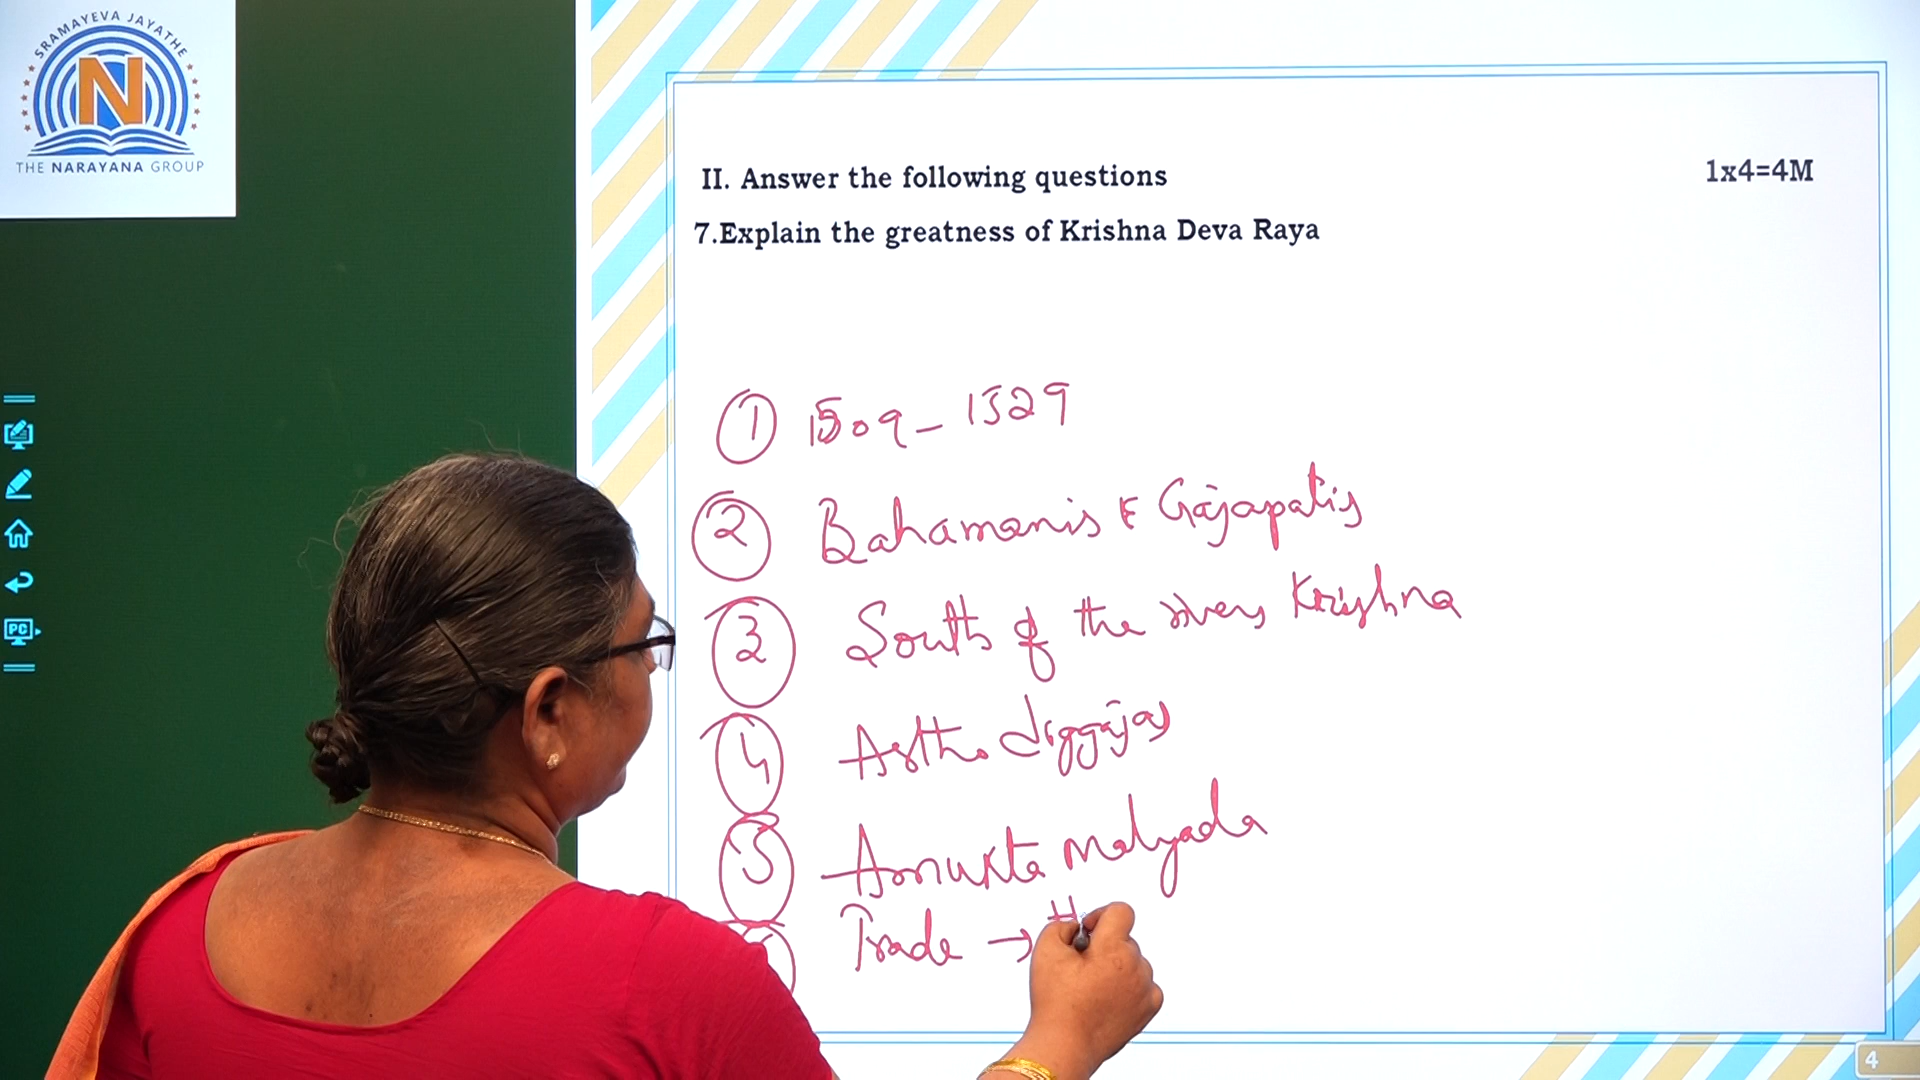 SRAMAYEVA JAYATHE
N
THE NARAYANA GROUP
II. Answer the following questions 1x4=4M
7.Explain the greatness of Krishna Deva Raya
1 1509 - 1529
2 Bahamanis & Gajapatis
3 South of the rivers Krishna
4 Astha diggajas
5 Amukta malyada
Trade → H
PC
4